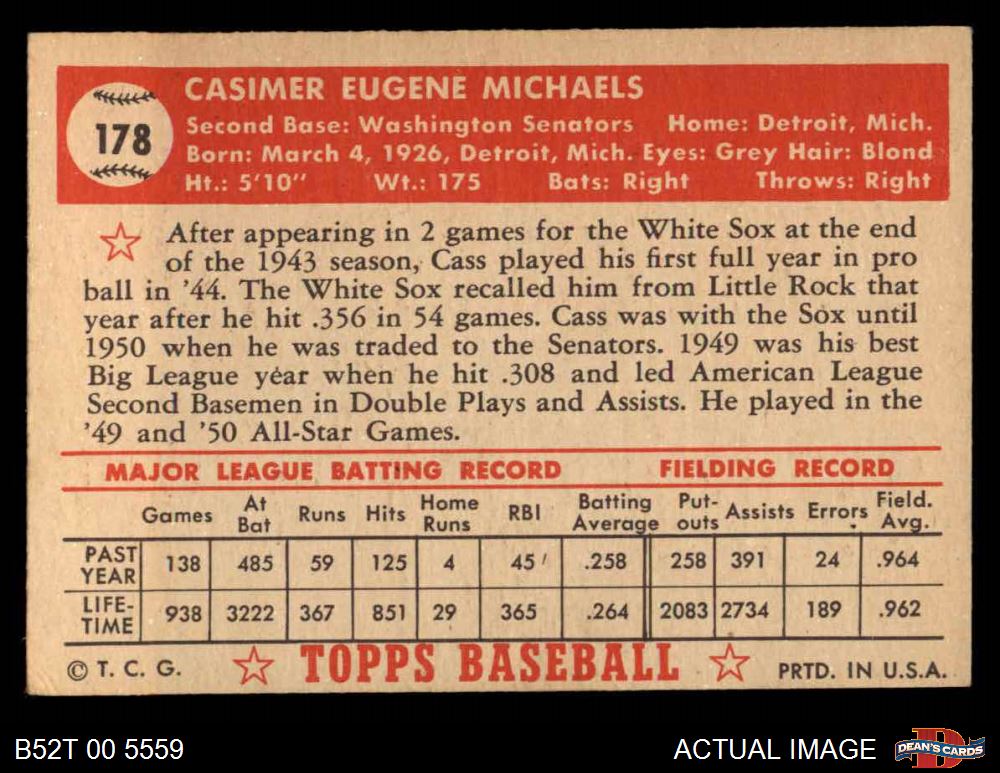 178
CASIMER EUGENE MICHAELS
Second Base: Washington Senators Home: Detroit, Mich.
Born: March 4, 1926, Detroit, Mich. Eyes: Grey Hair: Blond
Ht.: 5'10" Wt.: 175 Bats: Right Throws: Right
After appearing in 2 games for the White Sox at the end
of the 1943 season, Cass played his first full year in pro
ball in '44. The White Sox recalled him from Little Rock that
year after he hit .356 in 54 games. Cass was with the Sox until
1950 when he was traded to the Senators. 1949 was his best
Big League year when he hit .308 and led American League
Second Basemen in Double Plays and Assists. He played in the
'49 and '50 All-Star Games.
MAJOR LEAGUE BATTING RECORD FIELDING RECORD
Games At Bat Runs Hits Home Runs RBI Batting Average Put-outs Assists Errors Field. Avg.
PAST YEAR 138 485 59 125 4 45 .258 258 391 24 .964
LIFE-TIME 938 3222 367 851 29 365 .264 2083 2734 189 .962
© T. C. G. TOPPS BASEBALL PRTD. IN U.S.A.
B52T 00 5559 ACTUAL IMAGE DEAN'S CARDS